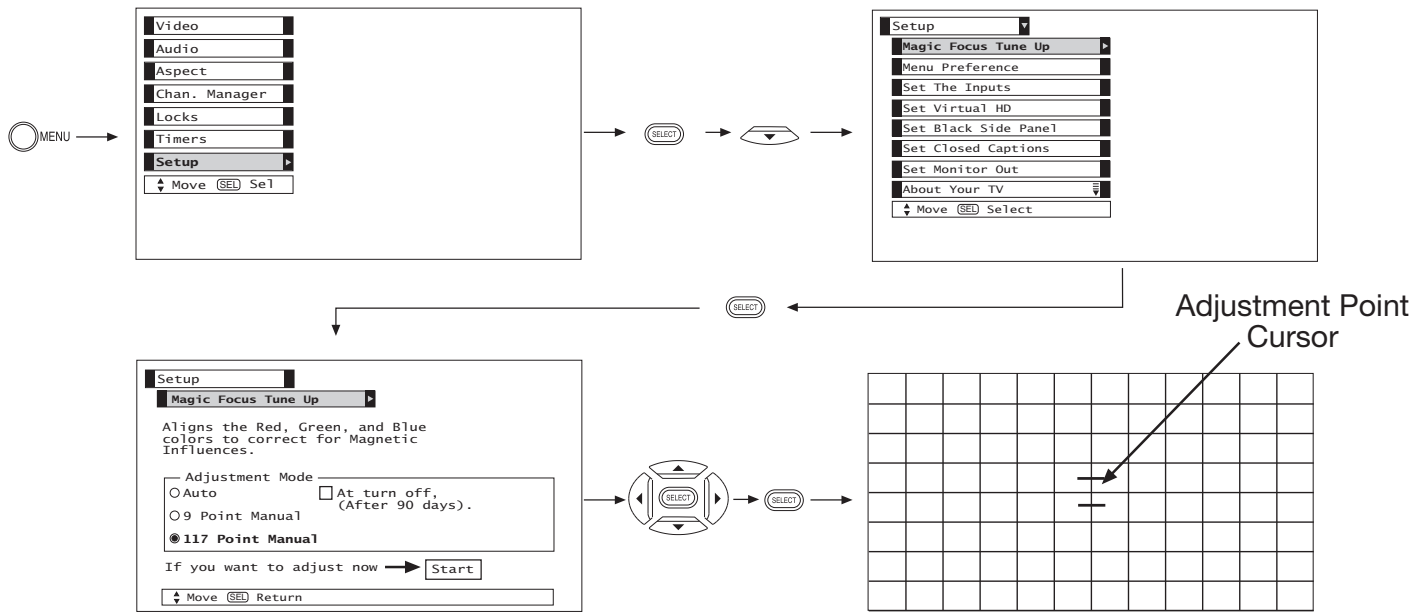 MENU
Video
Audio
Aspect
Chan. Manager
Locks
Timers
Setup
Move SEL Sel
SELECT
Setup
Magic Focus Tune Up
Menu Preference
Set The Inputs
Set Virtual HD
Set Black Side Panel
Set Closed Captions
Set Monitor Out
About Your TV
Move SEL Select
SELECT
Setup
Magic Focus Tune Up
Aligns the Red, Green, and Blue
colors to correct for Magnetic
Influences.
Adjustment Mode
Auto
At turn off,
(After 90 days).
9 Point Manual
117 Point Manual
If you want to adjust now
Start
Move SEL Return
SELECT
SELECT
Adjustment Point
Cursor